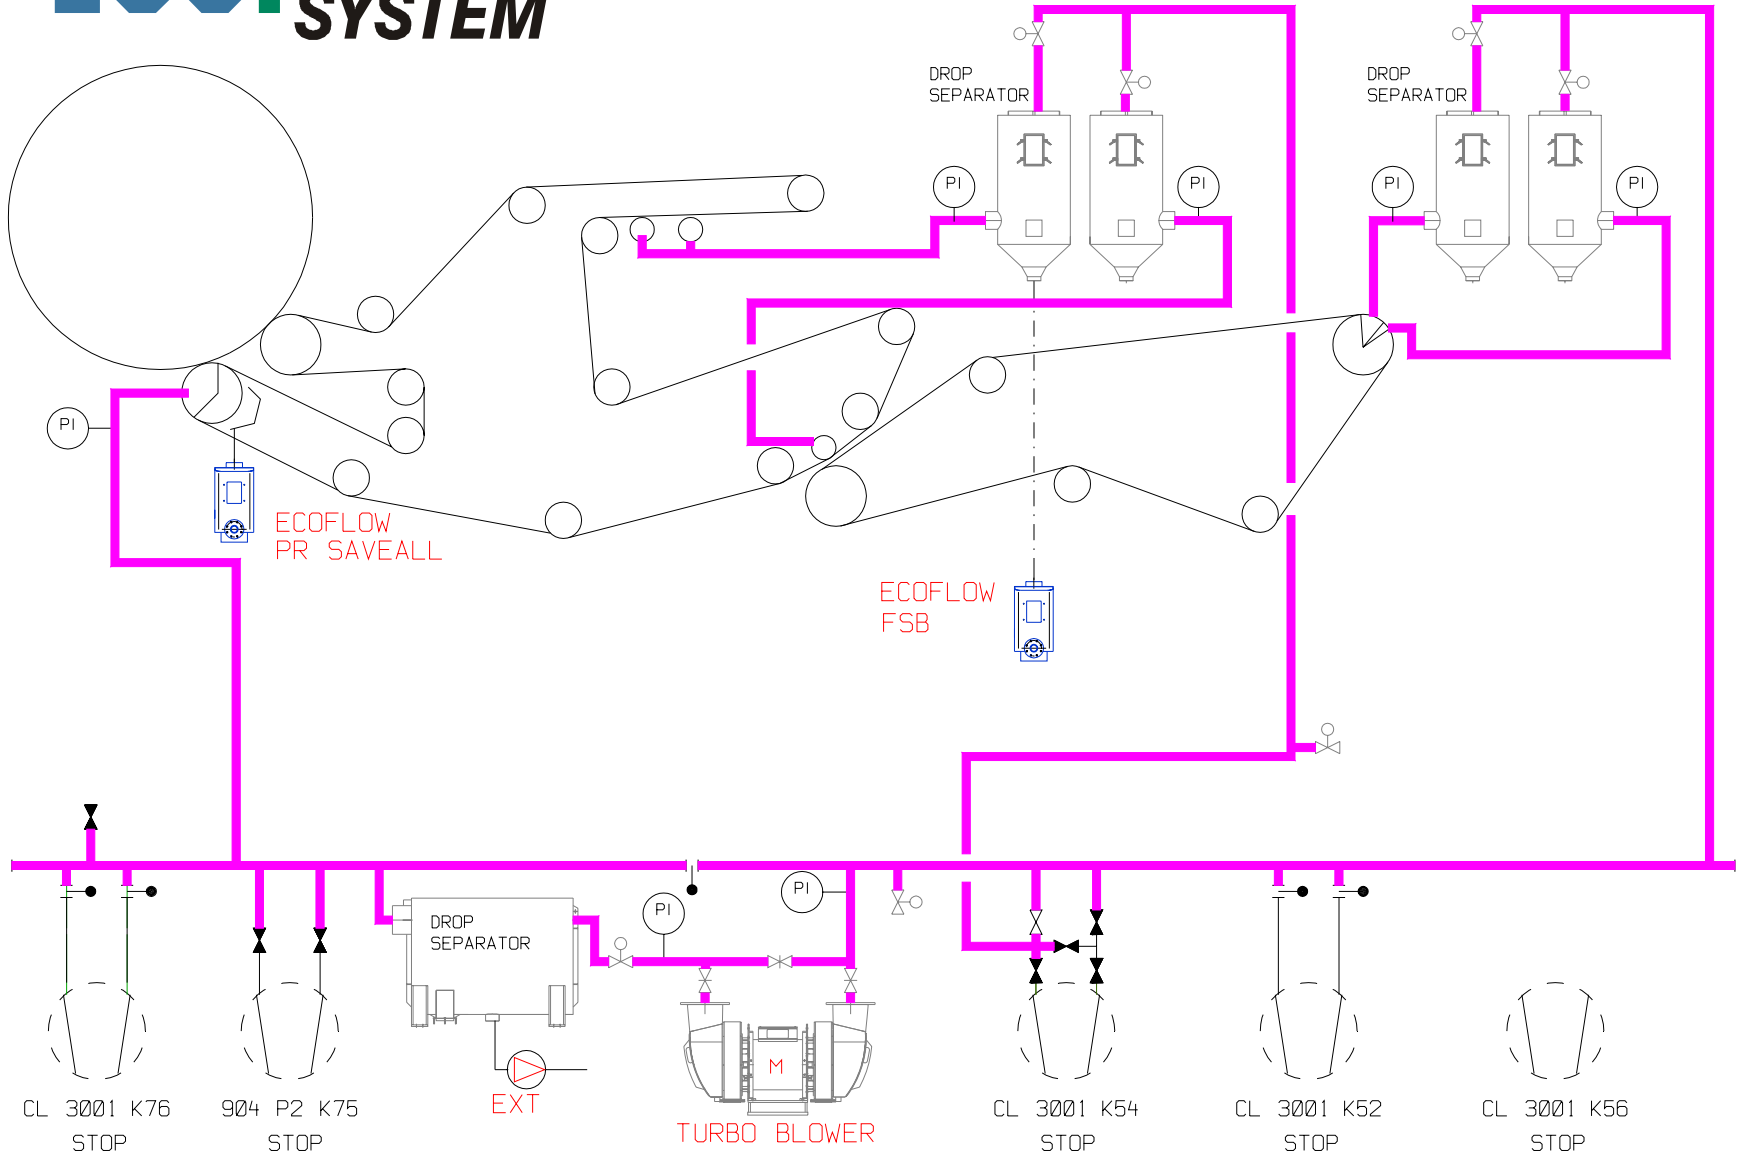 SYSTEM
DROP
SEPARATOR
DROP
SEPARATOR
PI
PI
PI
PI
PI
ECOFLOW
PR SAVEALL
ECOFLOW
FSB
PI
PI
DROP
SEPARATOR
M
EXT
TURBO BLOWER
CL 3001 K76
STOP
904 P2 K75
STOP
CL 3001 K54
STOP
CL 3001 K52
STOP
CL 3001 K56
STOP